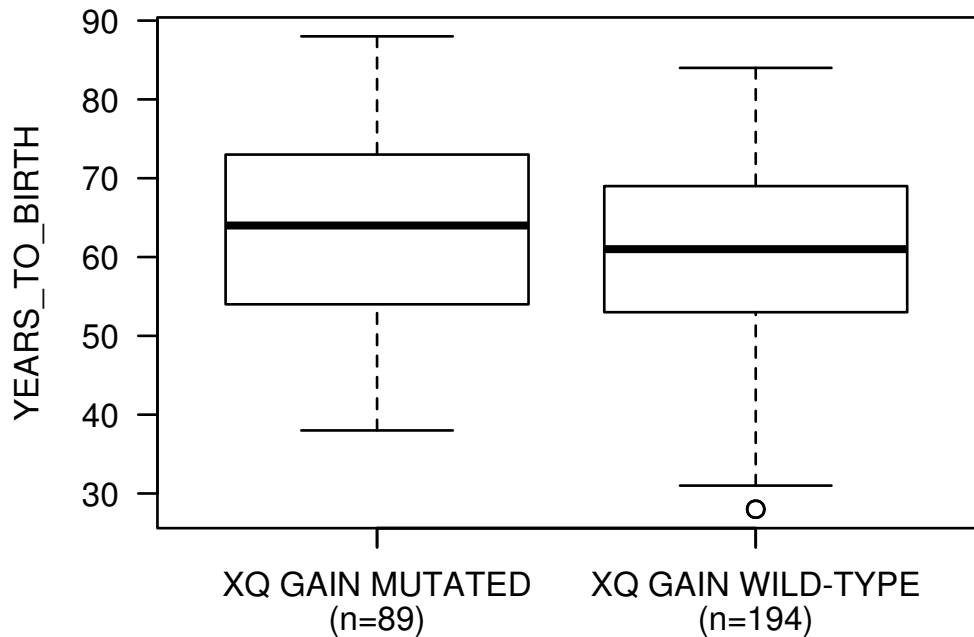 YEARS_TO_BIRTH
90
80
70
60
50
40
30
XQ GAIN MUTATED
(n=89)
XQ GAIN WILD-TYPE
(n=194)